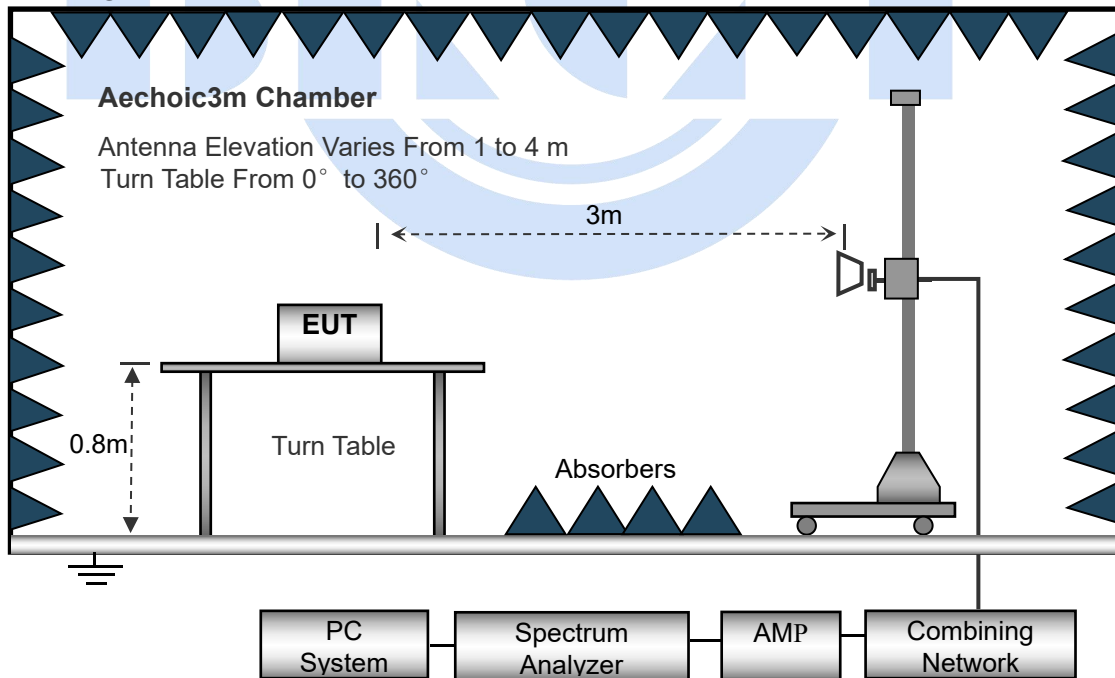 Aechoic3m Chamber
Antenna Elevation Varies From 1 to 4 m
Turn Table From 0° to 360°
3m
EUT
0.8m
Turn Table
Absorbers
PC
System
Spectrum
Analyzer
AMP
Combining
Network